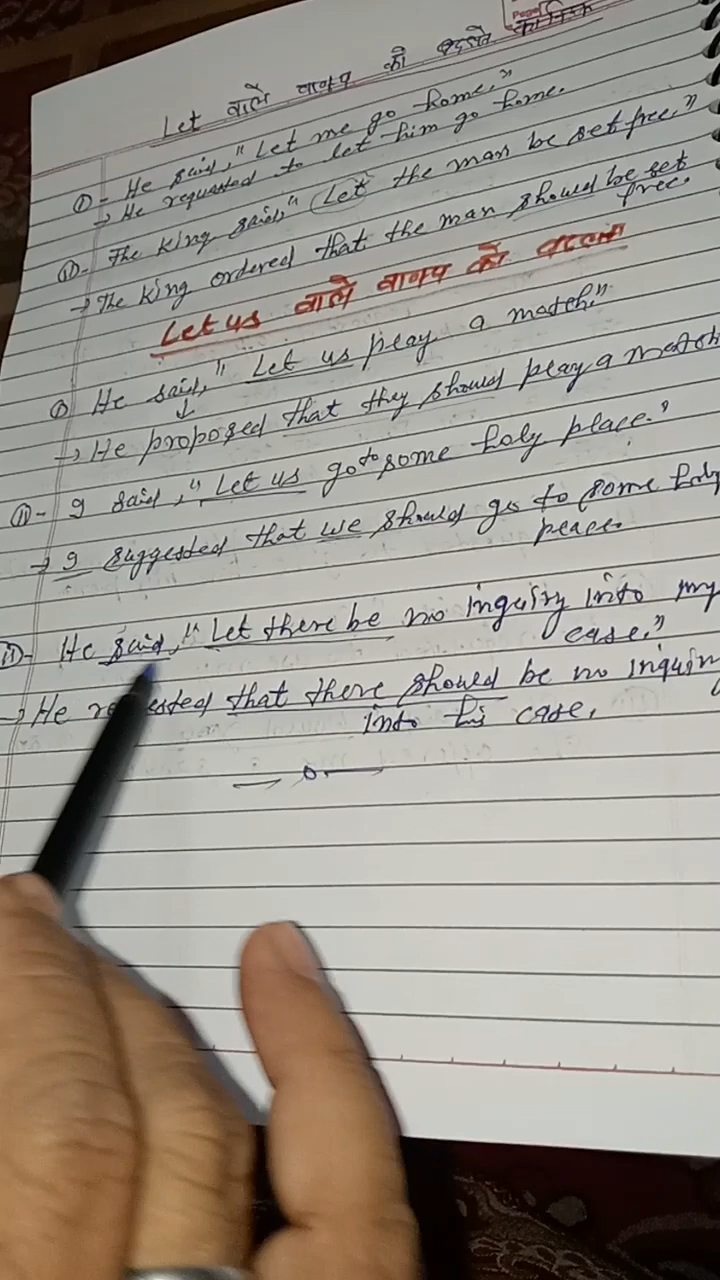 Page
Let वाले वाक्य को बदलने का नियम
(i)- He said, "Let me go home."
→ He requested to let him go home.
(ii)- The King said, "Let the man be set free."
→ The King ordered that the man should be set
free.
Let us वाले वाक्य को बदलना
(i) He said, "Let us play a match."
→ He proposed that they should play a match
(ii)- I said, "Let us go to some holy place."
→ I suggested that we should go to some holy
peace.
He said, "Let there be no inquiry into my
case."
→ He that there should be no
into his case.